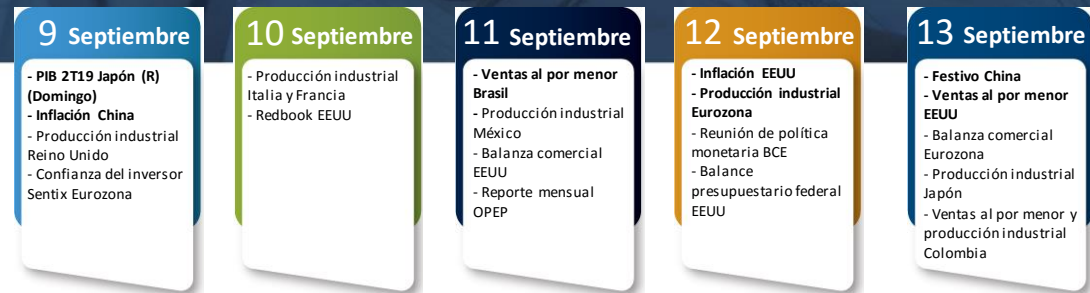 9 Septiembre
- PIB 2T19 Japón (R)
(Domingo)
- Inflación China
- Producción industrial
Reino Unido
- Confianza del inversor
Sentix Eurozona
10 Septiembre
- Producción industrial
Italia y Francia
- Redbook EEUU
11 Septiembre
- Ventas al por menor
Brasil
- Producción industrial
México
- Balanza comercial
EEUU
- Reporte mensual
OPEP
12 Septiembre
- Inflación EEUU
- Producción industrial
Eurozona
- Reunión de política
monetaria BCE
- Balance
presupuestario federal
EEUU
13 Septiembre
- Festivo China
- Ventas al por menor
EEUU
- Balanza comercial
Eurozona
- Producción industrial
Japón
- Ventas al por menor y
producción industrial
Colombia